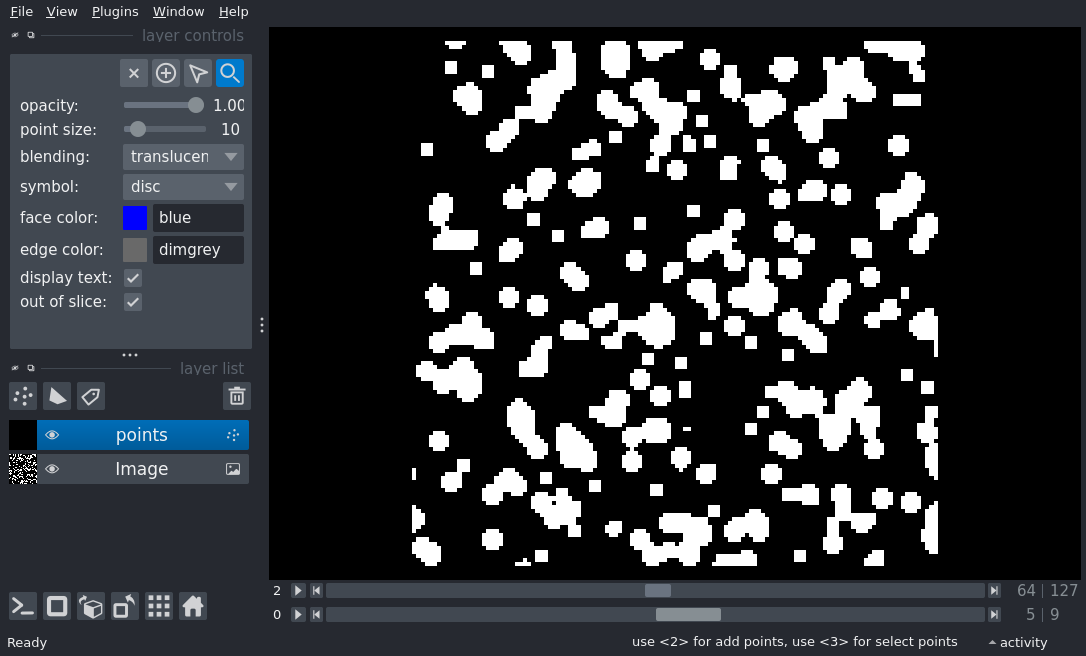 File View Plugins Window Help
layer controls
opacity: 1.00
point size: 10
blending: translucen
symbol: disc
face color: blue
edge color: dimgrey
display text:
out of slice:
layer list
points
Image
2 64 | 127
0 5 | 9
Ready use <2> for add points, use <3> for select points activity